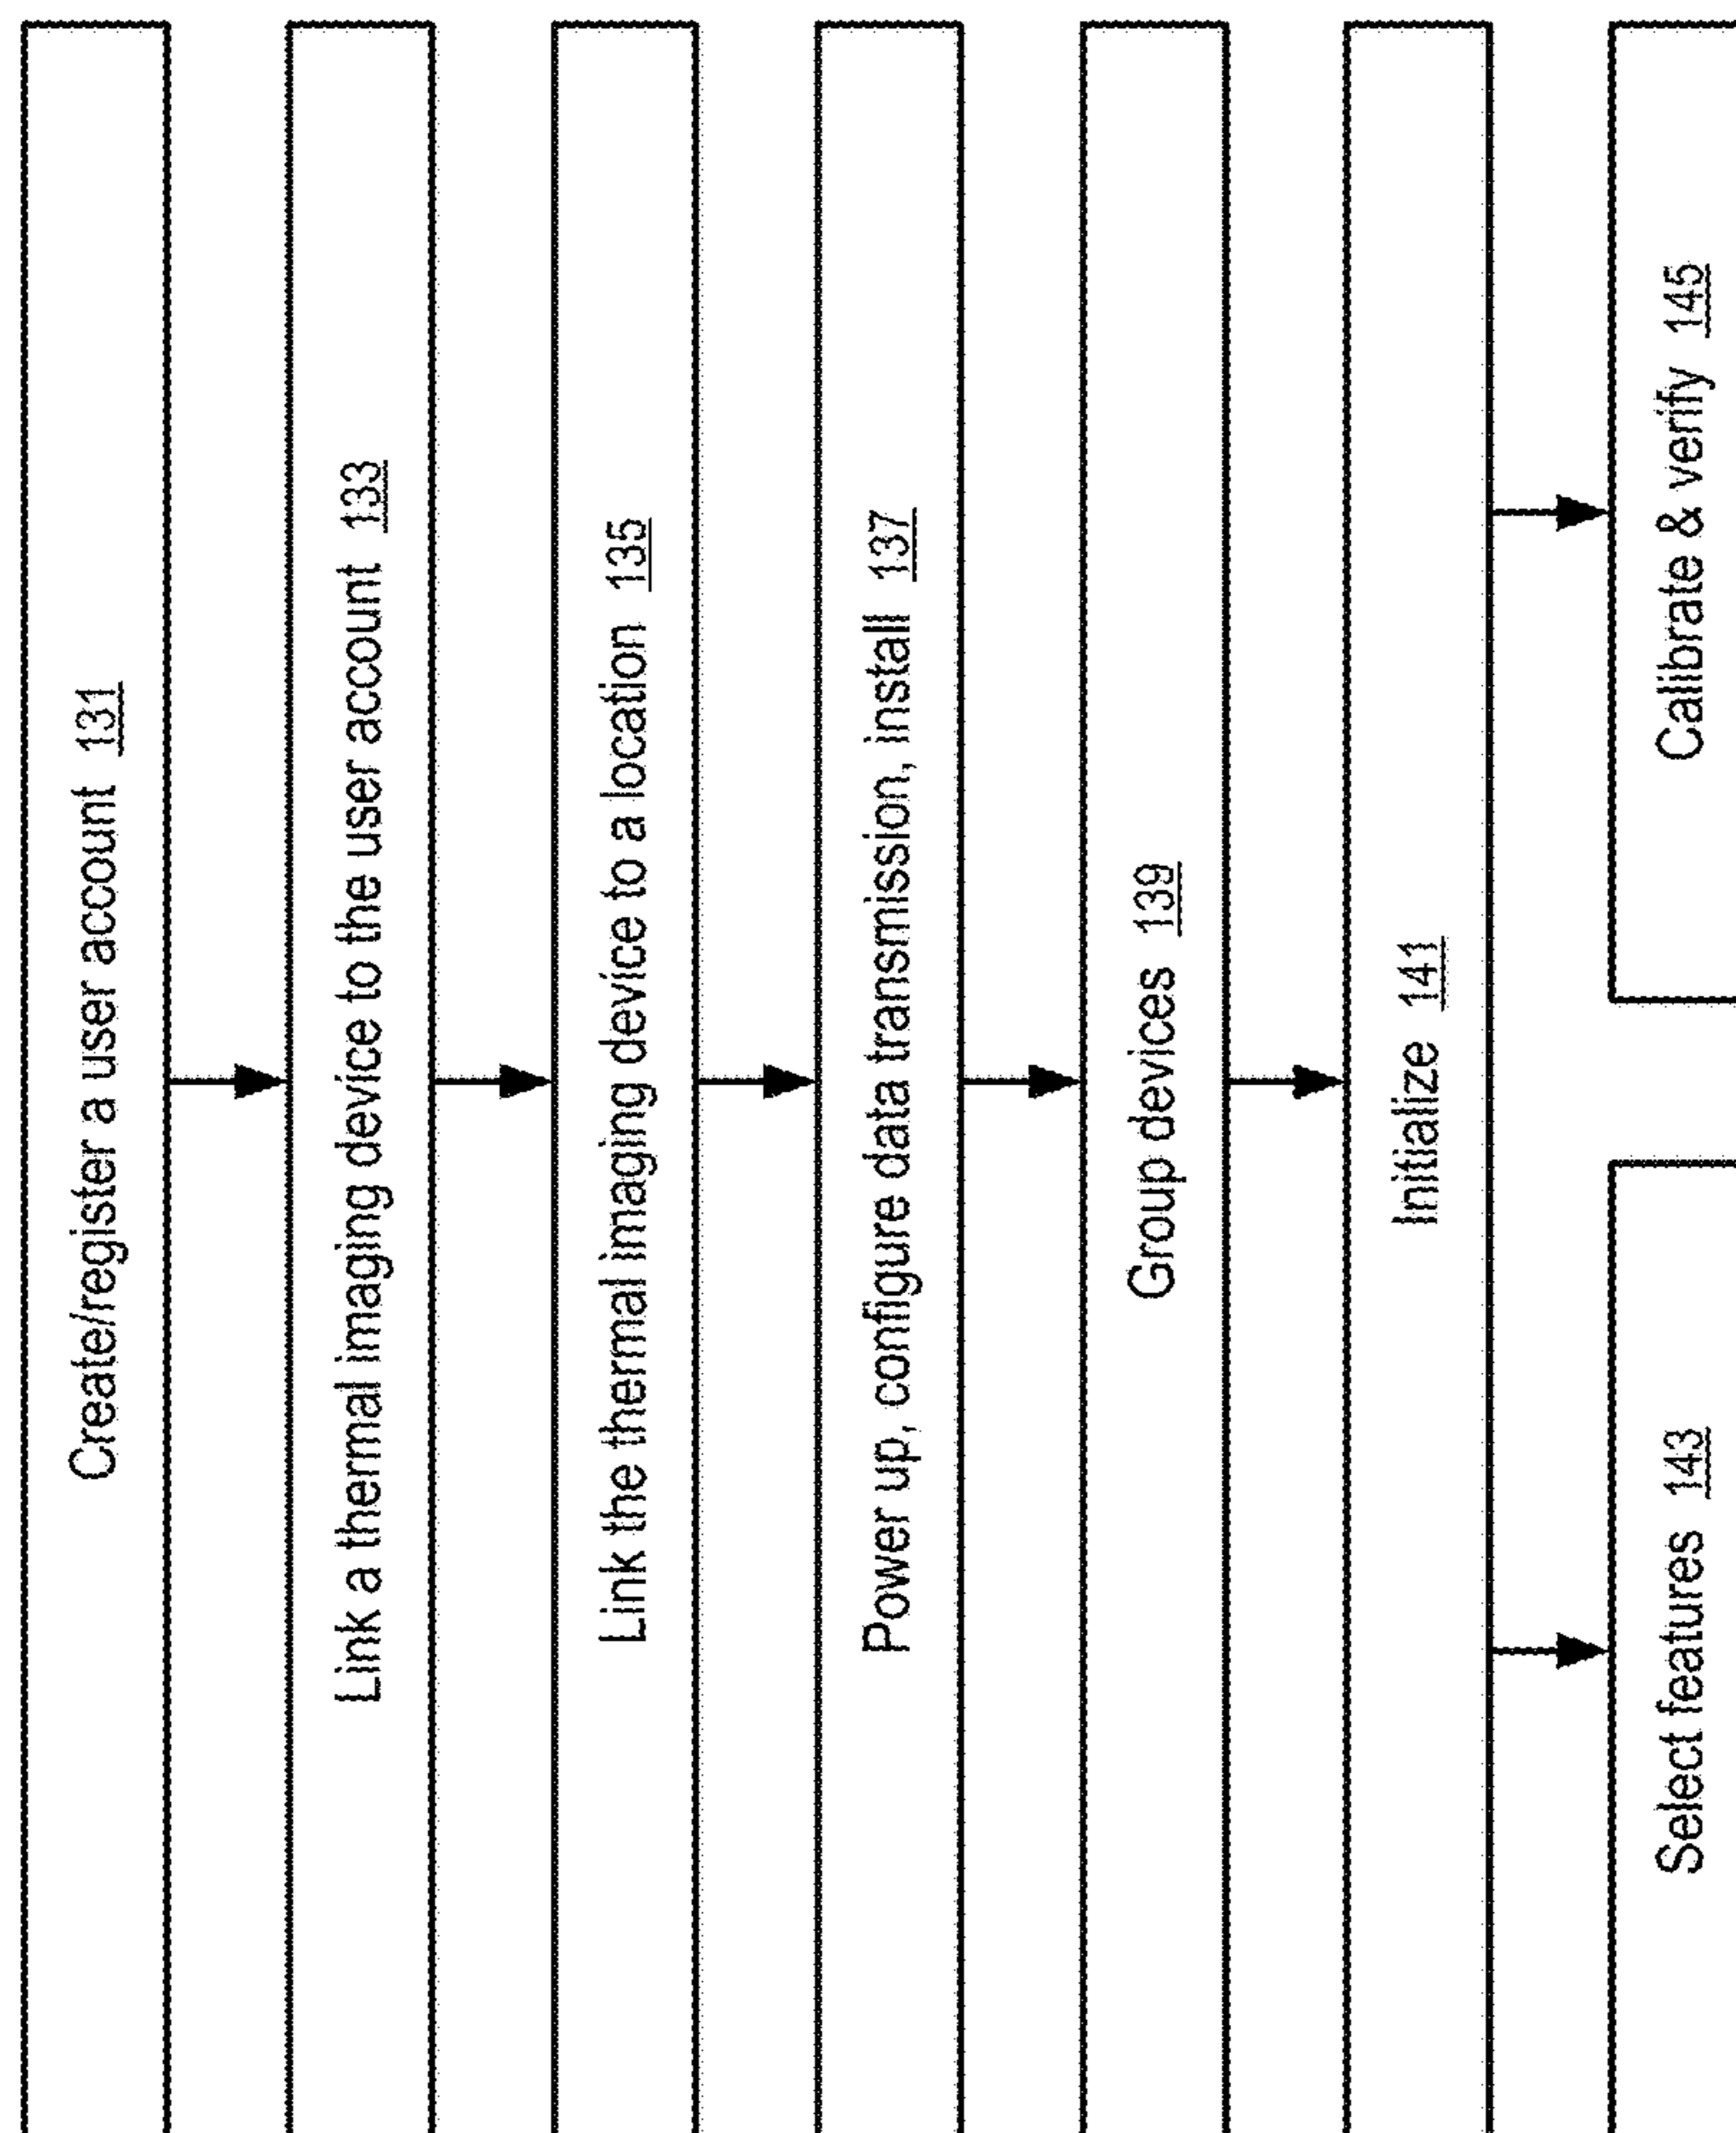 Create/register a user account 131
Link a thermal imaging device to the user account 133
Link the thermal imaging device to a location 135
Power up, configure data transmission, install 137
Group devices 139
Initialize 141
Select features 143
Calibrate & verify 145